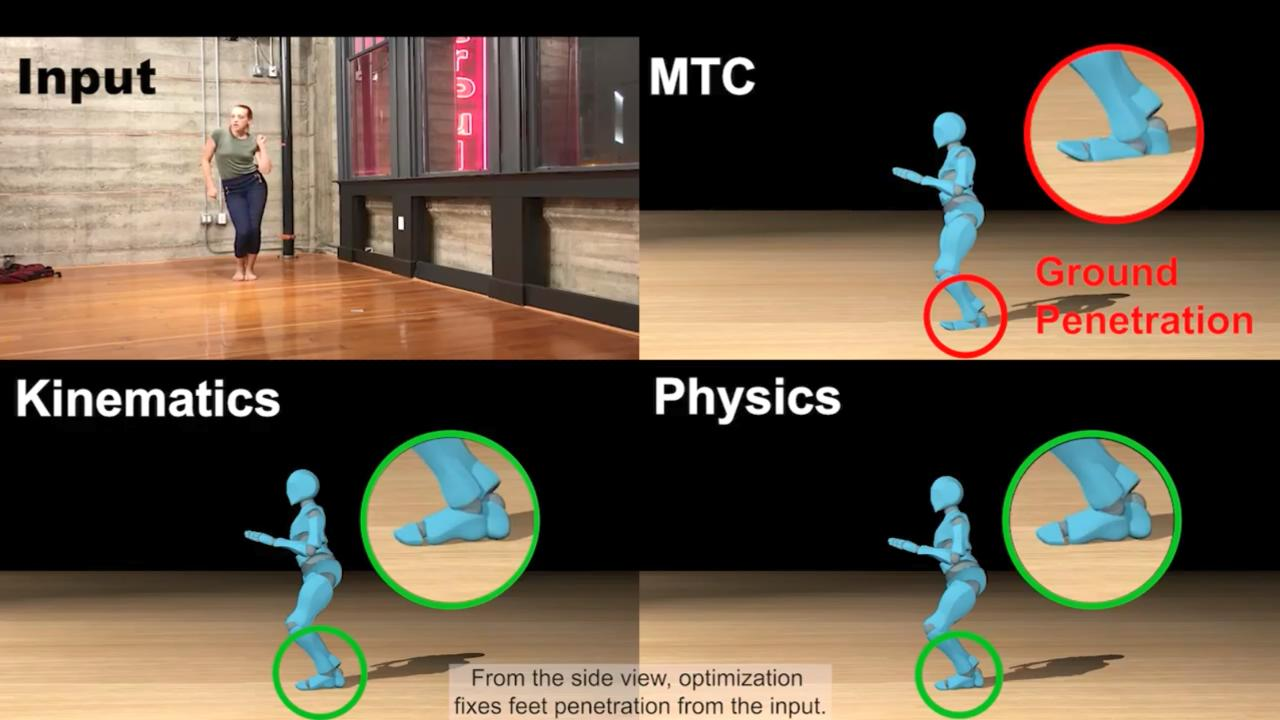 Input
MTC
Ground
Penetration
Kinematics
Physics
From the side view, optimization
fixes feet penetration from the input.